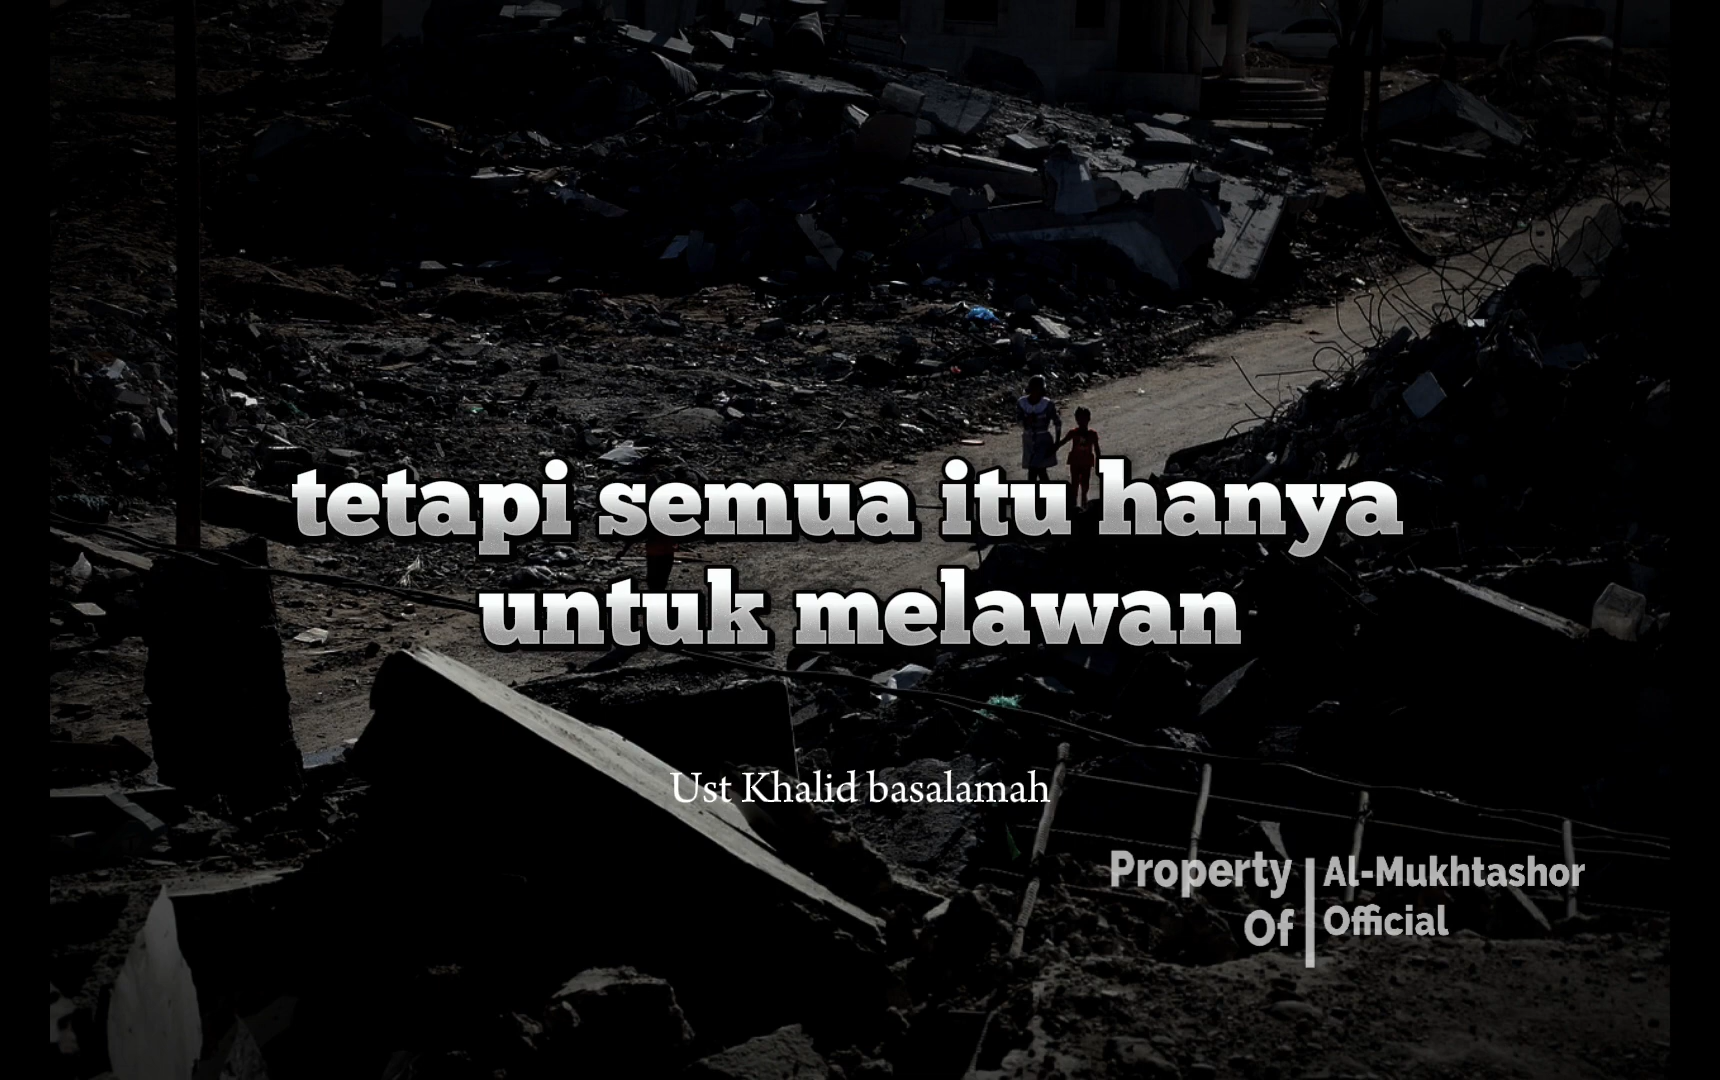 tetapi semua itu hanya
untuk melawan
Ust Khalid basalamah
Property
Of
Al-Mukhtashor
Official